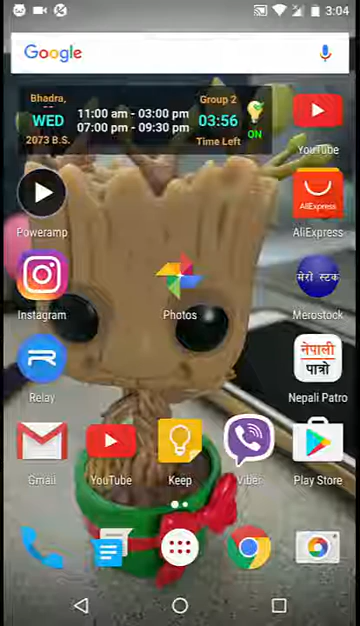 3:04
Google
Bhadra,
WED
2073 B.S.
11:00 am - 03:00 pm
07:00 pm - 09:30 pm
Group 2
03:56
Time Left
ON
YouTube
Poweramp
AliExpress
AliExpress
Instagram
Photos
मेरो स्टक
Merostock
Relay
नेपाली
पात्रो
Nepali Patro
Gmail
YouTube
Keep
Viber
Play Store